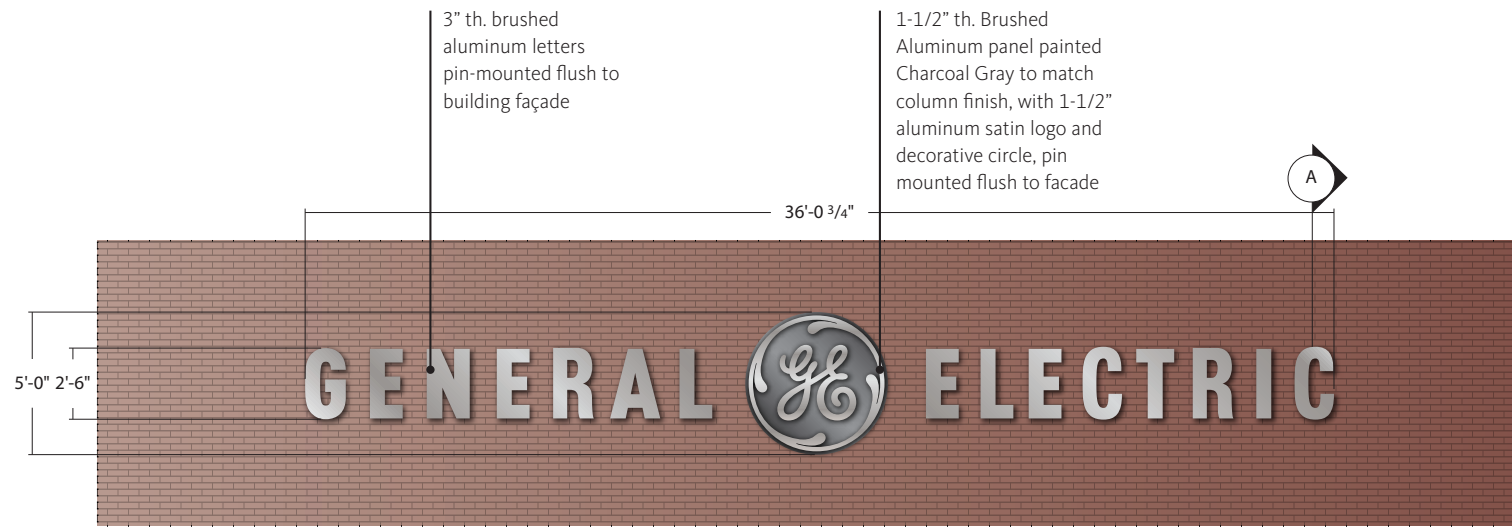 3” th. brushed
aluminum letters
pin-mounted flush to
building façade
1-1/2” th. Brushed
Aluminum panel painted
Charcoal Gray to match
column finish, with 1-1/2”
aluminum satin logo and
decorative circle, pin
mounted flush to facade
A
36'-0 3/4"
5'-0" 2'-6"
GENERAL GE ELECTRIC